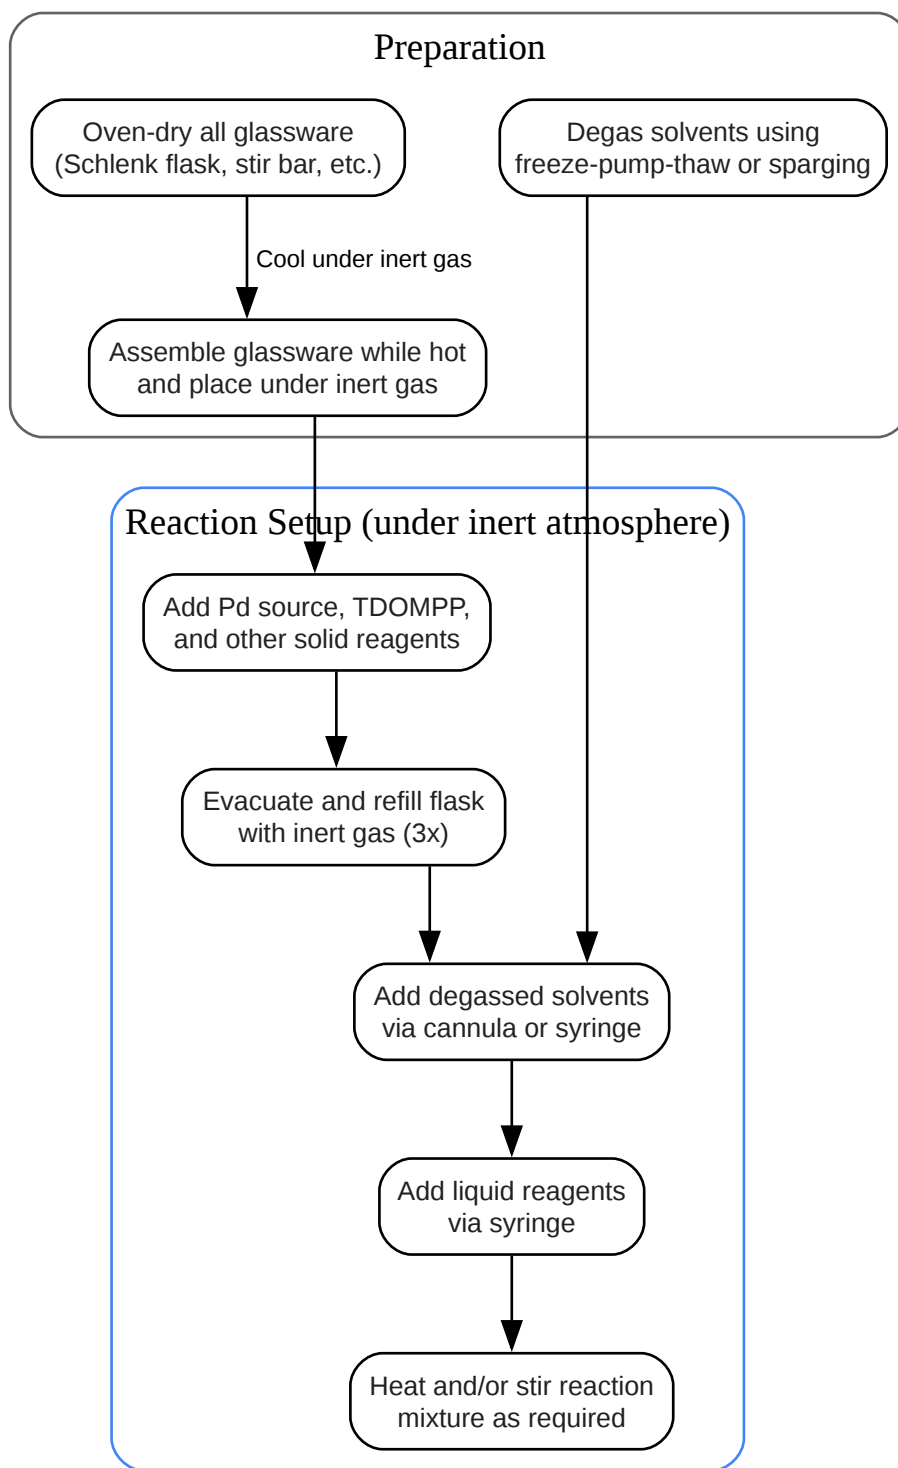 Preparation
Oven-dry all glassware
(Schlenk flask, stir bar, etc.)
Degas solvents using
freeze-pump-thaw or sparging
Cool under inert gas
Assemble glassware while hot
and place under inert gas
Reaction Setup (under inert atmosphere)
Add Pd source, TDOMPP,
and other solid reagents
Evacuate and refill flask
with inert gas (3x)
Add degassed solvents
via cannula or syringe
Add liquid reagents
via syringe
Heat and/or stir reaction
mixture as required